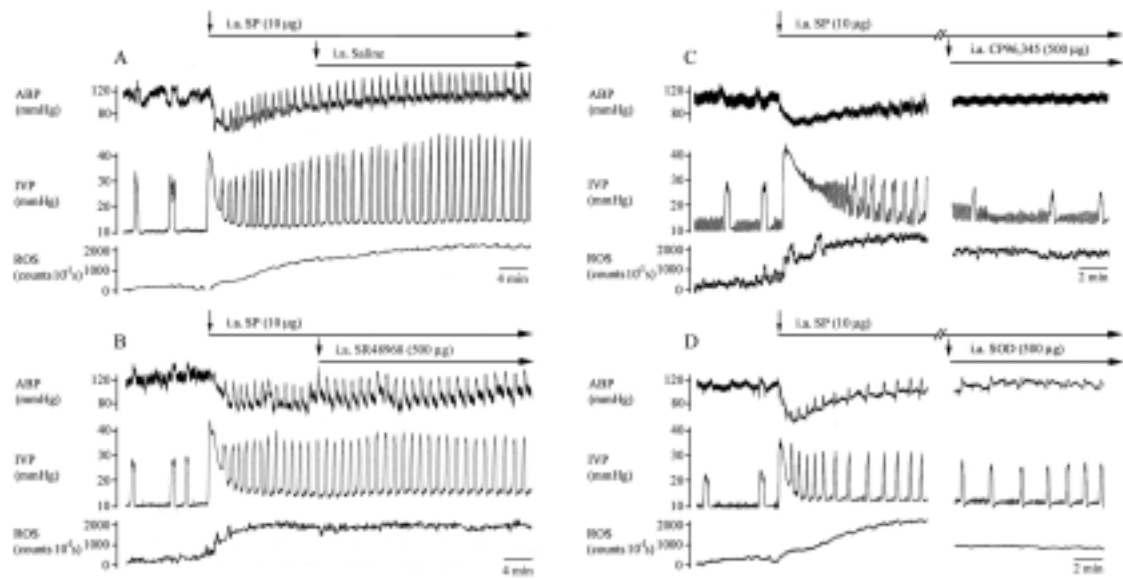 i.a. SP (10 µg)
i.a. Saline
A
ABP
(mmHg)
120
80
IVP
(mmHg)
40
30
20
10
ROS
(counts 10 s)
2000
1000
0
4 min
i.a. SP (10 µg)
i.a. SR48968 (500 µg)
B
ABP
(mmHg)
120
80
IVP
(mmHg)
40
30
20
10
ROS
(counts 10 s)
2000
1000
0
4 min
i.a. SP (10 µg)
i.a. CP96,345 (500 µg)
C
ABP
(mmHg)
120
80
IVP
(mmHg)
40
30
20
10
ROS
(counts 10 s)
2000
1000
0
2 min
i.a. SP (10 µg)
i.a. SOD (500 µg)
D
ABP
(mmHg)
120
80
IVP
(mmHg)
40
30
20
10
ROS
(counts 10 s)
2000
1000
0
2 min